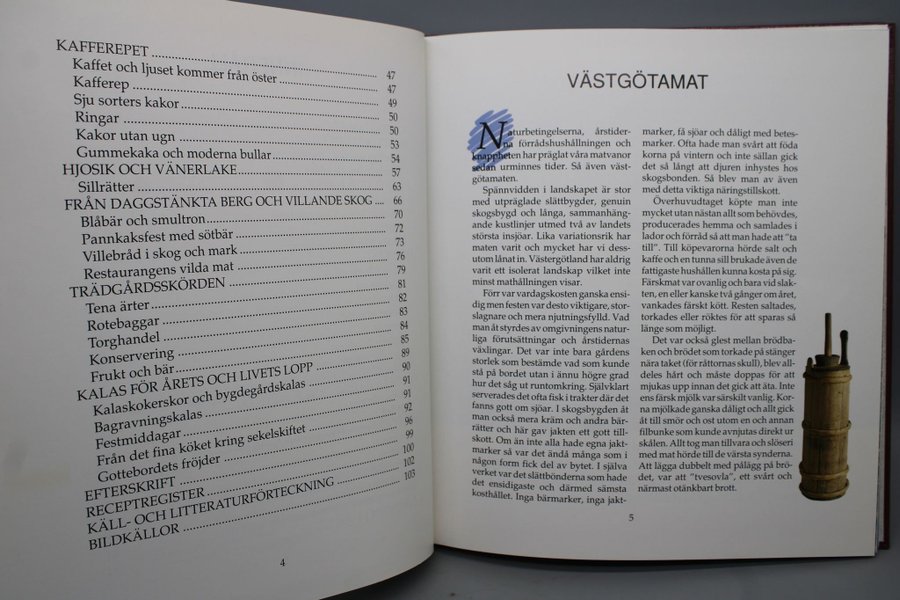 KAFFEREPET ... 47
Kaffet och ljuset kommer från öster ... 47
Kafferep ... 49
Sju sorters kakor ... 50
Ringar ... 50
Kakor utan ugn ... 53
Gummekaka och moderna bullar ... 54
HJOSIK OCH VÄNERLAKE ... 57
Sillrätter ... 63
FRÅN DAGGSTÄNKTA BERG OCH VILLANDE SKOG ... 66
Blåbär och smultron ... 70
Pannkaksfest med sötbär ... 72
Villebråd i skog och mark ... 73
Restaurangens vilda mat ... 76
TRÄDGÅRDSSKÖRDEN ... 79
Tena ärter ... 81
Rotebaggar ... 82
Torghandel ... 83
Konservering ... 84
Frukt och bär ... 85
KALAS FÖR ÅRETS OCH LIVETS LOPP ... 89
Kalaskokerskor och bygdegårdskalas ... 90
Bagravningskalas ... 91
Festmiddagar ... 91
Från det fina köket kring sekelskiftet ... 92
Gottebordets fröjder ... 96
EFTERSKRIFT ... 99
RECEPTREGISTER ... 100
KÄLL- OCH LITTERATURFÖRTECKNING ... 102
BILDKÄLLOR ... 103
4
VÄSTGÖTAMAT
Naturbetingelserna, årstider-
na förrådshushållningen och
knappheten har präglat våra matvanor
sedan urminnes tider. Så även väst-
götamaten.
Spännvidden i landskapet är stor
med utpräglade slättbygder, genuin
skogsbygd och långa, sammanhäng-
ande kustlinjer utmed två av landets
största insjöar. Lika variationsrik har
maten varit och mycket har vi dess-
utom lånat in. Västergötland har aldrig
varit ett isolerat landskap vilket inte
minst mathållningen visar.
Förr var vardagskosten ganska ensi-
dig men festen var desto viktigare, stor-
slagnare och mera njutningsfylld. Vad
man åt styrdes av omgivningens natur-
liga förutsättningar och årstidernas
växlingar. Det var inte bara gårdens
storlek som bestämde vad som kunde
stå på bordet utan i ännu högre grad
hur det såg ut runtomkring. Självklart
serverades det ofta fisk i trakter där det
fanns gott om sjöar. I skogsbygden åt
man också mera kräm och andra bär-
rätter och här gav jakten ett gott till-
skott. Om än inte alla hade egna jakt-
marker så var det ändå många som i
någon form fick del av bytet. I själva
verket var det slättbönderna som hade
det ensidigaste och därmed sämsta
kosthållet. Inga bärmarker, inga jakt-
marker, få sjöar och dåligt med betes-
marker. Ofta hade man svårt att föda
korna på vintern och inte sällan gick
det så långt att djuren inhystes hos
skogsbonden. Så blev man av även
med detta viktiga näringstillskott.
Överhuvudtaget köpte man inte
mycket utan nästan allt som behövdes,
producerades hemma och samlades i
lador och förråd så att man hade att "ta
till". Till köpevarorna hörde salt och
kaffe och en tunna sill brukade även de
fattigaste hushållen kunna kosta på sig.
Färskmat var ovanlig och bara vid slak-
ten, en eller kanske två gånger om året,
vankades färskt kött. Resten saltades,
torkades eller röktes för att sparas så
länge som möjligt.
Det var också glest mellan brödba-
ken och brödet som torkade på stänger
nära taket (för råttornas skull), blev all-
deles hårt och måste doppas för att
mjukas upp innan det gick att äta. Inte
ens färsk mjölk var särskilt vanlig. Kor-
na mjölkade ganska dåligt och allt gick
åt till smör och ost utom en och annan
filbunke som kunde avnjutas direkt ur
skålen. Allt tog man tillvara och slöseri
med mat hörde till de värsta synderna.
Att lägga dubbelt med pålägg på brö-
det, var att "tvesovla", ett svårt och
närmast otänkbart brott.
5